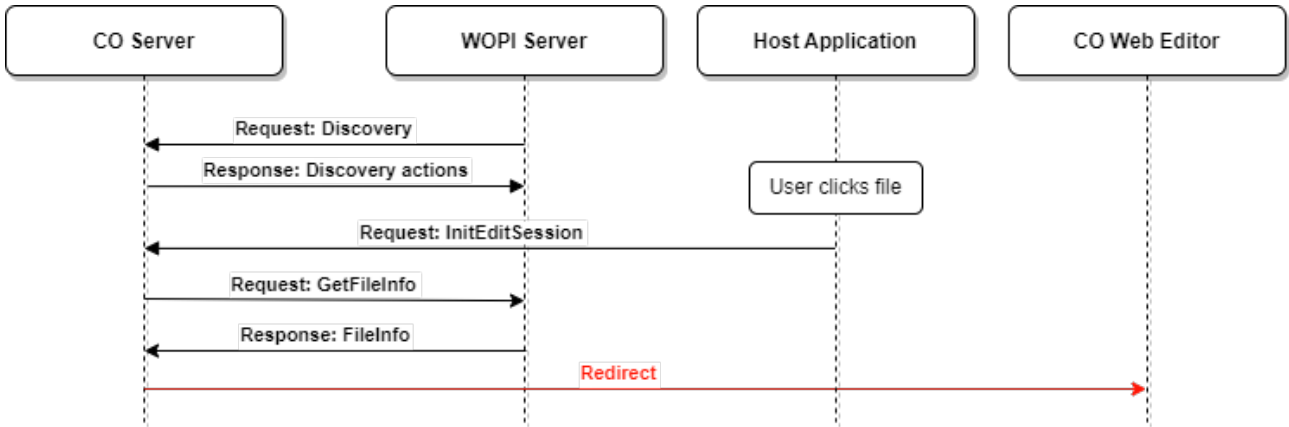 CO Server
WOPI Server
Host Application
CO Web Editor
Request: Discovery
Response: Discovery actions
User clicks file
Request: InitEditSession
Request: GetFileInfo
Response: FileInfo
Redirect